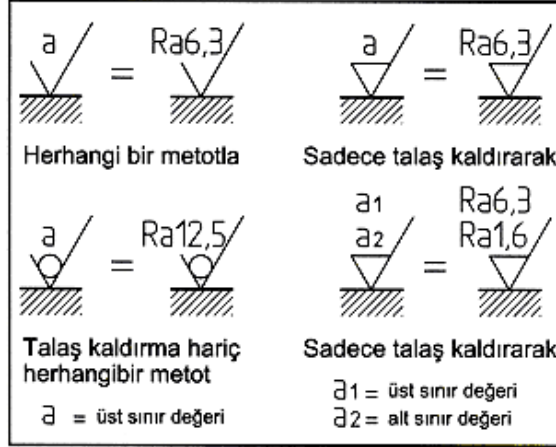 a = Ra6,3
Herhangi bir metotla
a = Ra6,3
Sadece talaş kaldırarak
a = Ra12,5
Talaş kaldırma hariç
herhangibir metot
a = üst sınır değeri
a1 Ra6,3
a2 = Ra1,6
Sadece talaş kaldırarak
a1 = üst sınır değeri
a2 = alt sınır değeri